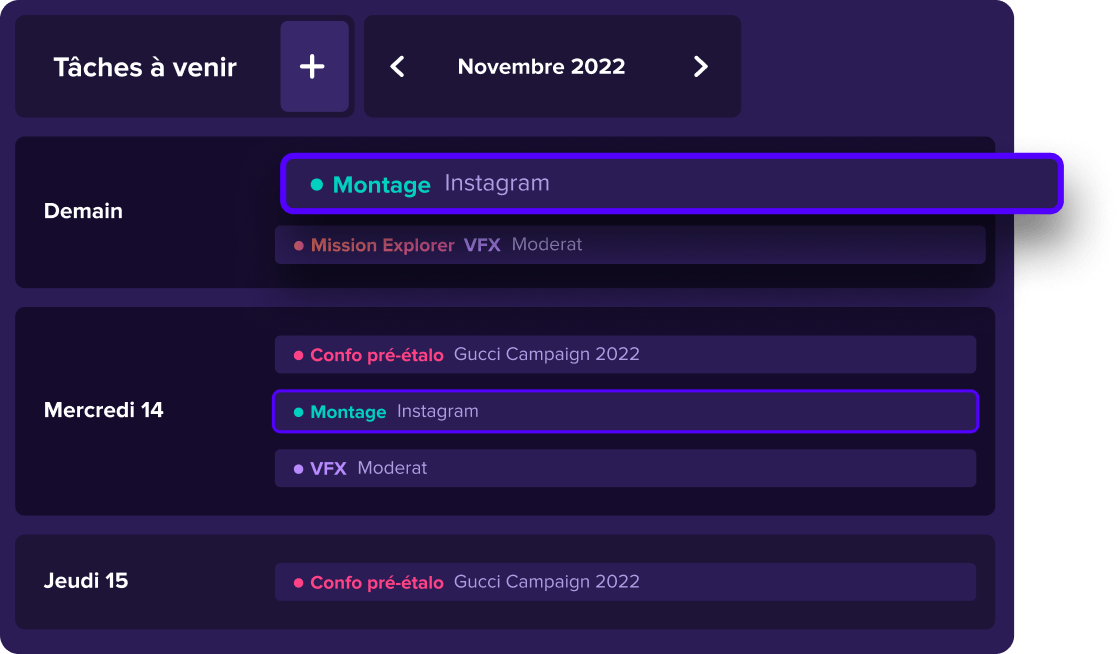 Tâches à venir
Novembre 2022
Demain
Montage Instagram
Mission Explorer VFX Moderat
Mercredi 14
Confo pré-étalo Gucci Campaign 2022
Montage Instagram
VFX Moderat
Jeudi 15
Confo pré-étalo Gucci Campaign 2022